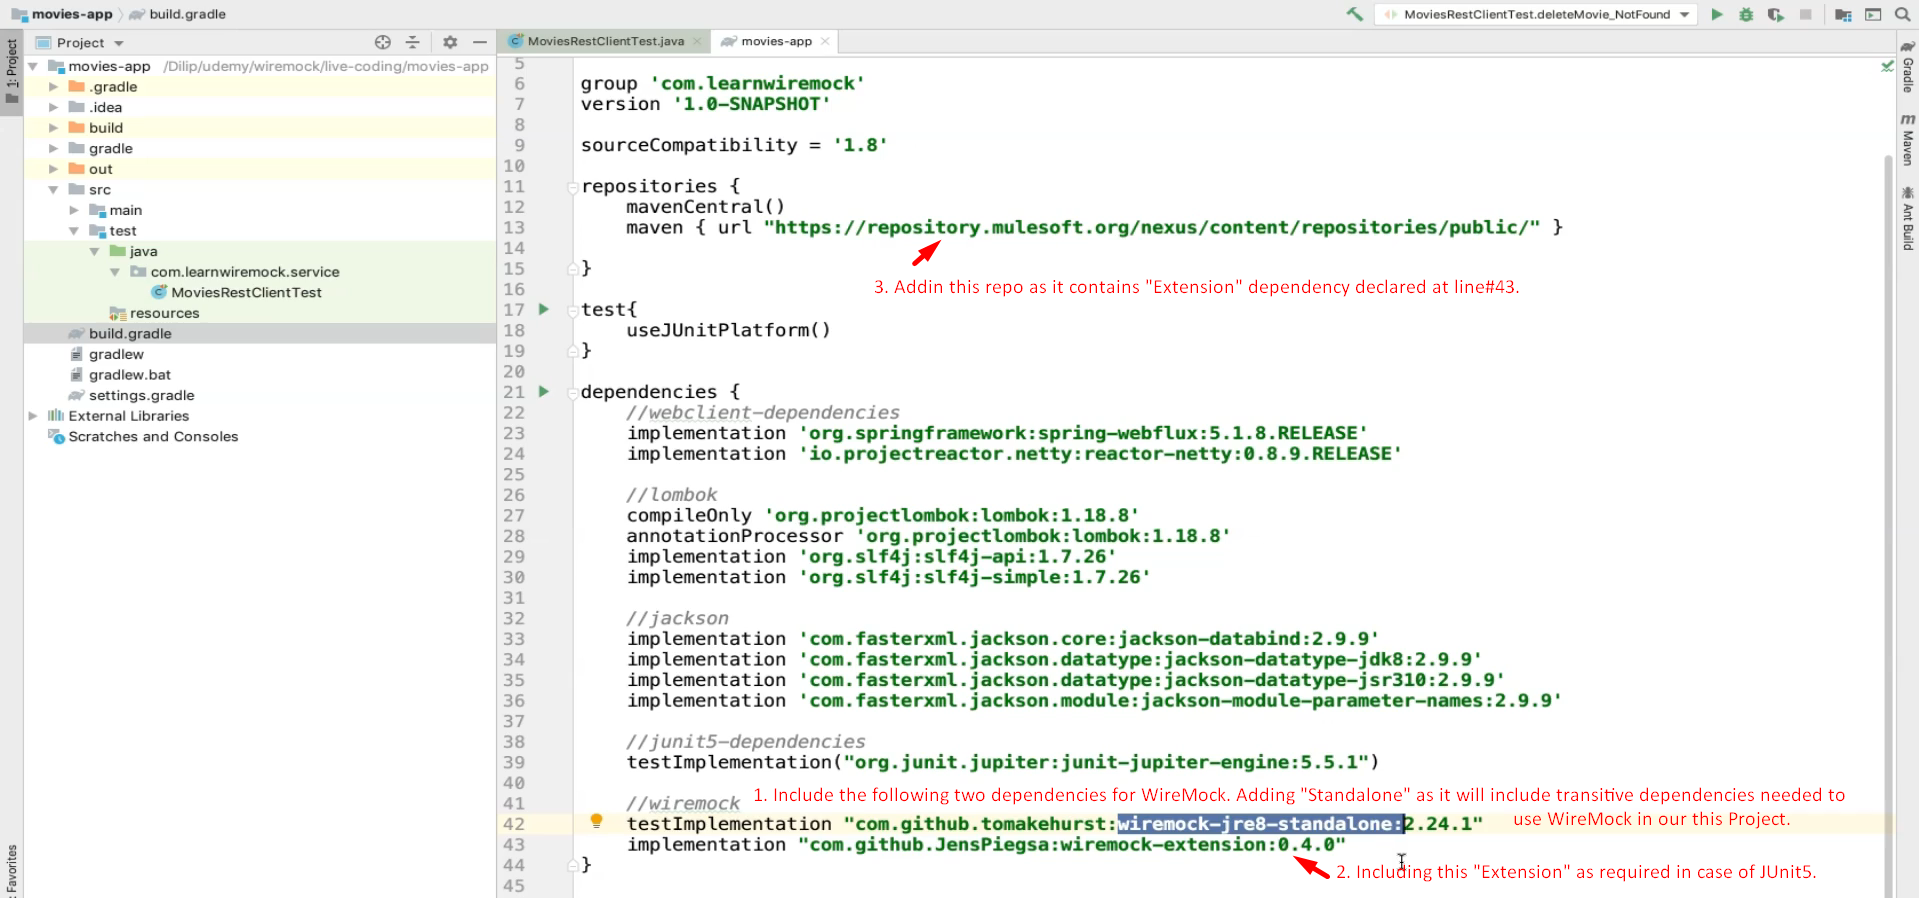 movies-app build.gradle
MoviesRestClientTest.deleteMovie_NotFound
Project
MoviesRestClientTest.java
movies-app
1: Project
movies-app /Dilip/udemy/wiremock/live-coding/movies-app
.gradle
.idea
build
gradle
out
src
main
test
java
com.learnwiremock.service
MoviesRestClientTest
resources
build.gradle
gradlew
gradlew.bat
settings.gradle
External Libraries
Scratches and Consoles
Favorites
5
6 group 'com.learnwiremock'
7 version '1.0-SNAPSHOT'
8
9 sourceCompatibility = '1.8'
10
11 repositories {
12 mavenCentral()
13 maven { url "https://repository.mulesoft.org/nexus/content/repositories/public/" }
14
15 }
3. Addin this repo as it contains "Extension" dependency declared at line#43.
16
17 test{
18 useJUnitPlatform()
19 }
20
21 dependencies {
22 //webclient-dependencies
23 implementation 'org.springframework:spring-webflux:5.1.8.RELEASE'
24 implementation 'io.projectreactor.netty:reactor-netty:0.8.9.RELEASE'
25
26 //lombok
27 compileOnly 'org.projectlombok:lombok:1.18.8'
28 annotationProcessor 'org.projectlombok:lombok:1.18.8'
29 implementation 'org.slf4j:slf4j-api:1.7.26'
30 implementation 'org.slf4j:slf4j-simple:1.7.26'
31
32 //jackson
33 implementation 'com.fasterxml.jackson.core:jackson-databind:2.9.9'
34 implementation 'com.fasterxml.jackson.datatype:jackson-datatype-jdk8:2.9.9'
35 implementation 'com.fasterxml.jackson.datatype:jackson-datatype-jsr310:2.9.9'
36 implementation 'com.fasterxml.jackson.module:jackson-module-parameter-names:2.9.9'
37
38 //junit5-dependencies
39 testImplementation("org.junit.jupiter:junit-jupiter-engine:5.5.1")
40
41 //wiremock
1. Include the following two dependencies for WireMock. Adding "Standalone" as it will include transitive dependencies needed to
use WireMock in our this Project.
42 testImplementation "com.github.tomakehurst:wiremock-jre8-standalone:2.24.1"
43 implementation "com.github.JensPiegsa:wiremock-extension:0.4.0"
44 }
2. Including this "Extension" as required in case of JUnit5.
45
Gradle
Maven
Ant Build